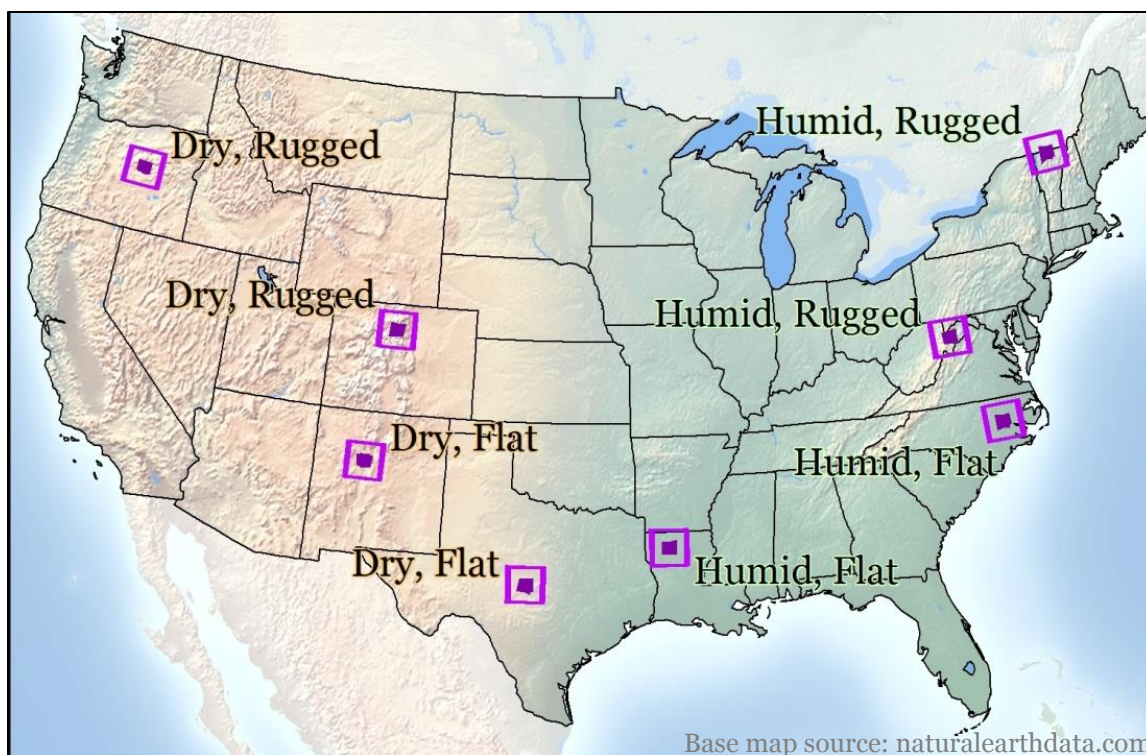 Humid, Rugged
Dry, Rugged
Dry, Rugged
Humid, Rugged
Dry, Flat
Humid, Flat
Dry, Flat
Humid, Flat
Base map source: naturalearthdata.com